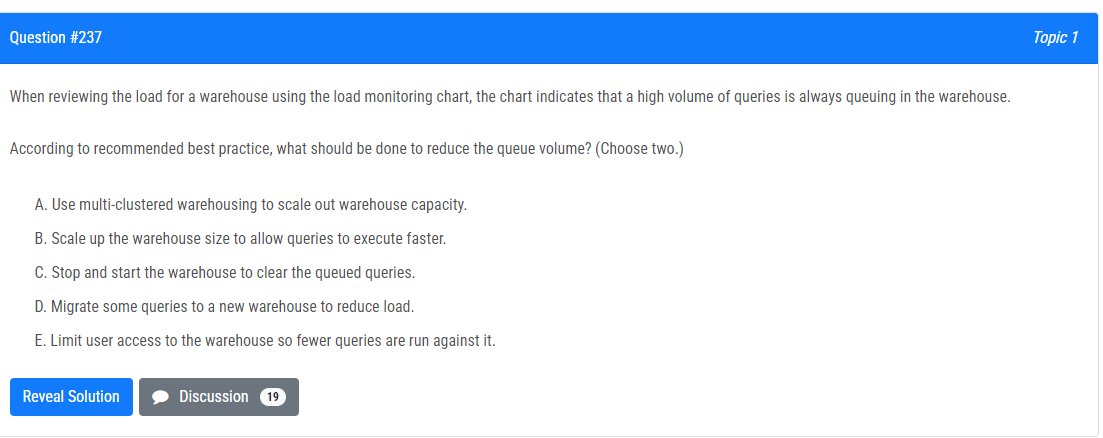 Question #237
Topic 1
When reviewing the load for a warehouse using the load monitoring chart, the chart indicates that a high volume of queries is always queuing in the warehouse.
According to recommended best practice, what should be done to reduce the queue volume? (Choose two.)
A. Use multi-clustered warehousing to scale out warehouse capacity.
B. Scale up the warehouse size to allow queries to execute faster.
C. Stop and start the warehouse to clear the queued queries.
D. Migrate some queries to a new warehouse to reduce load.
E. Limit user access to the warehouse so fewer queries are run against it.
Reveal Solution
Discussion 19